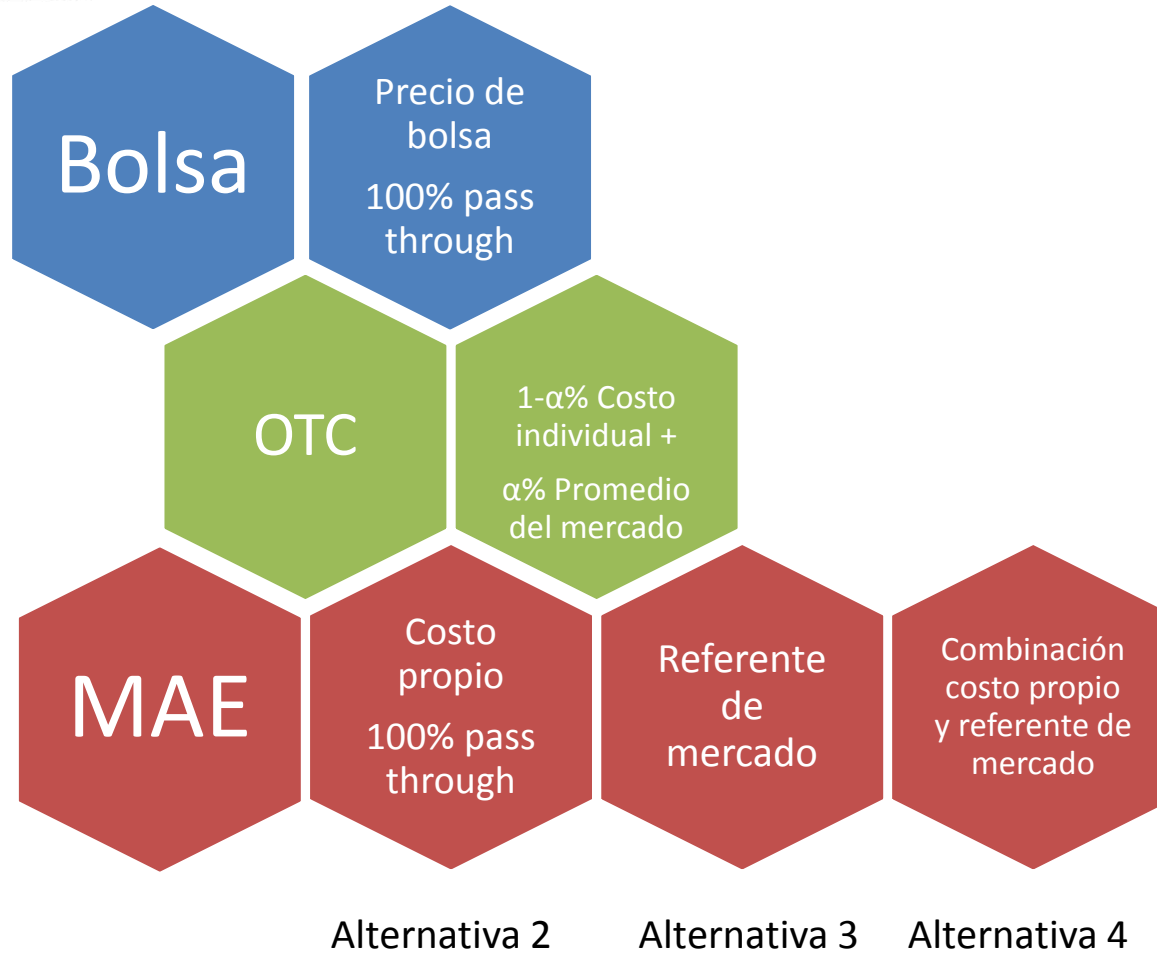 Bolsa
Precio de
bolsa
100% pass
through
OTC
1-α% Costo
individual +
α% Promedio
del mercado
MAE
Costo
propio
100% pass
through
Referente
de
mercado
Combinación
costo propio
y referente de
mercado
Alternativa 2
Alternativa 3
Alternativa 4